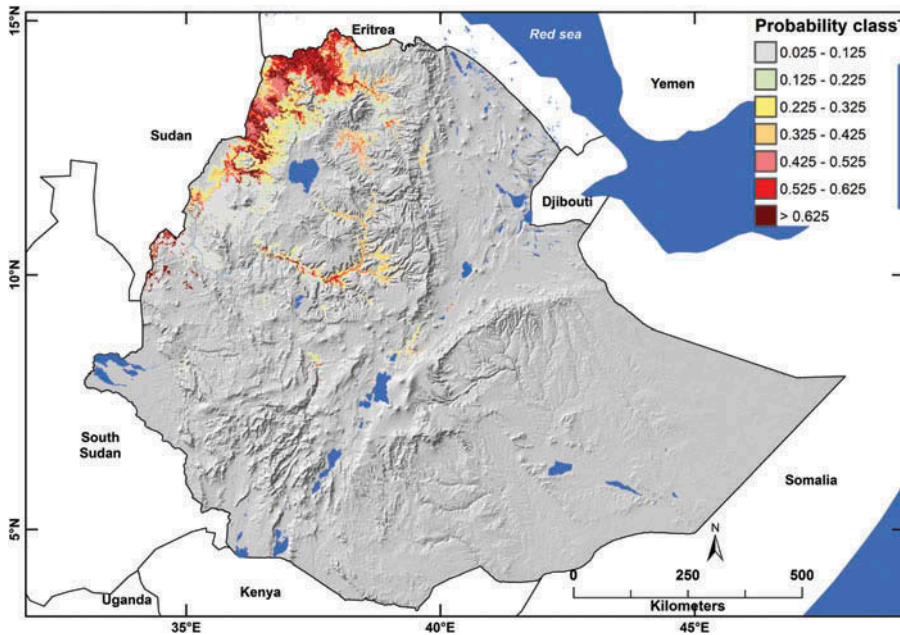 15°N
Eritrea
Red sea
Probability class
0.025 - 0.125
0.125 - 0.225
0.225 - 0.325
0.325 - 0.425
0.425 - 0.525
0.525 - 0.625
> 0.625
Yemen
Sudan
Djibouti
10°N
South
Sudan
Somalia
5°N
N
0 250 500
Kilometers
Uganda
Kenya
35°E 40°E 45°E